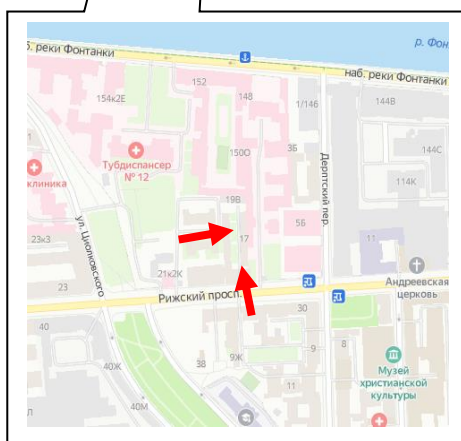 наб. реки Фонтанки
р. Фон
наб. реки Фонтанки
152
154к2Е
148
1/146
144В
Тубдиспансер
№ 12
150О
3Б
144С
клиника
Дерптский пер.
114К
19В
ул. Циолковского
5Б
23к3
17
11
21к2К
Андреевская
церковь
23
Рижский просп.
40
30
38
9Ж
9
8
40Ж
11
Музей
христианской
культуры
40М